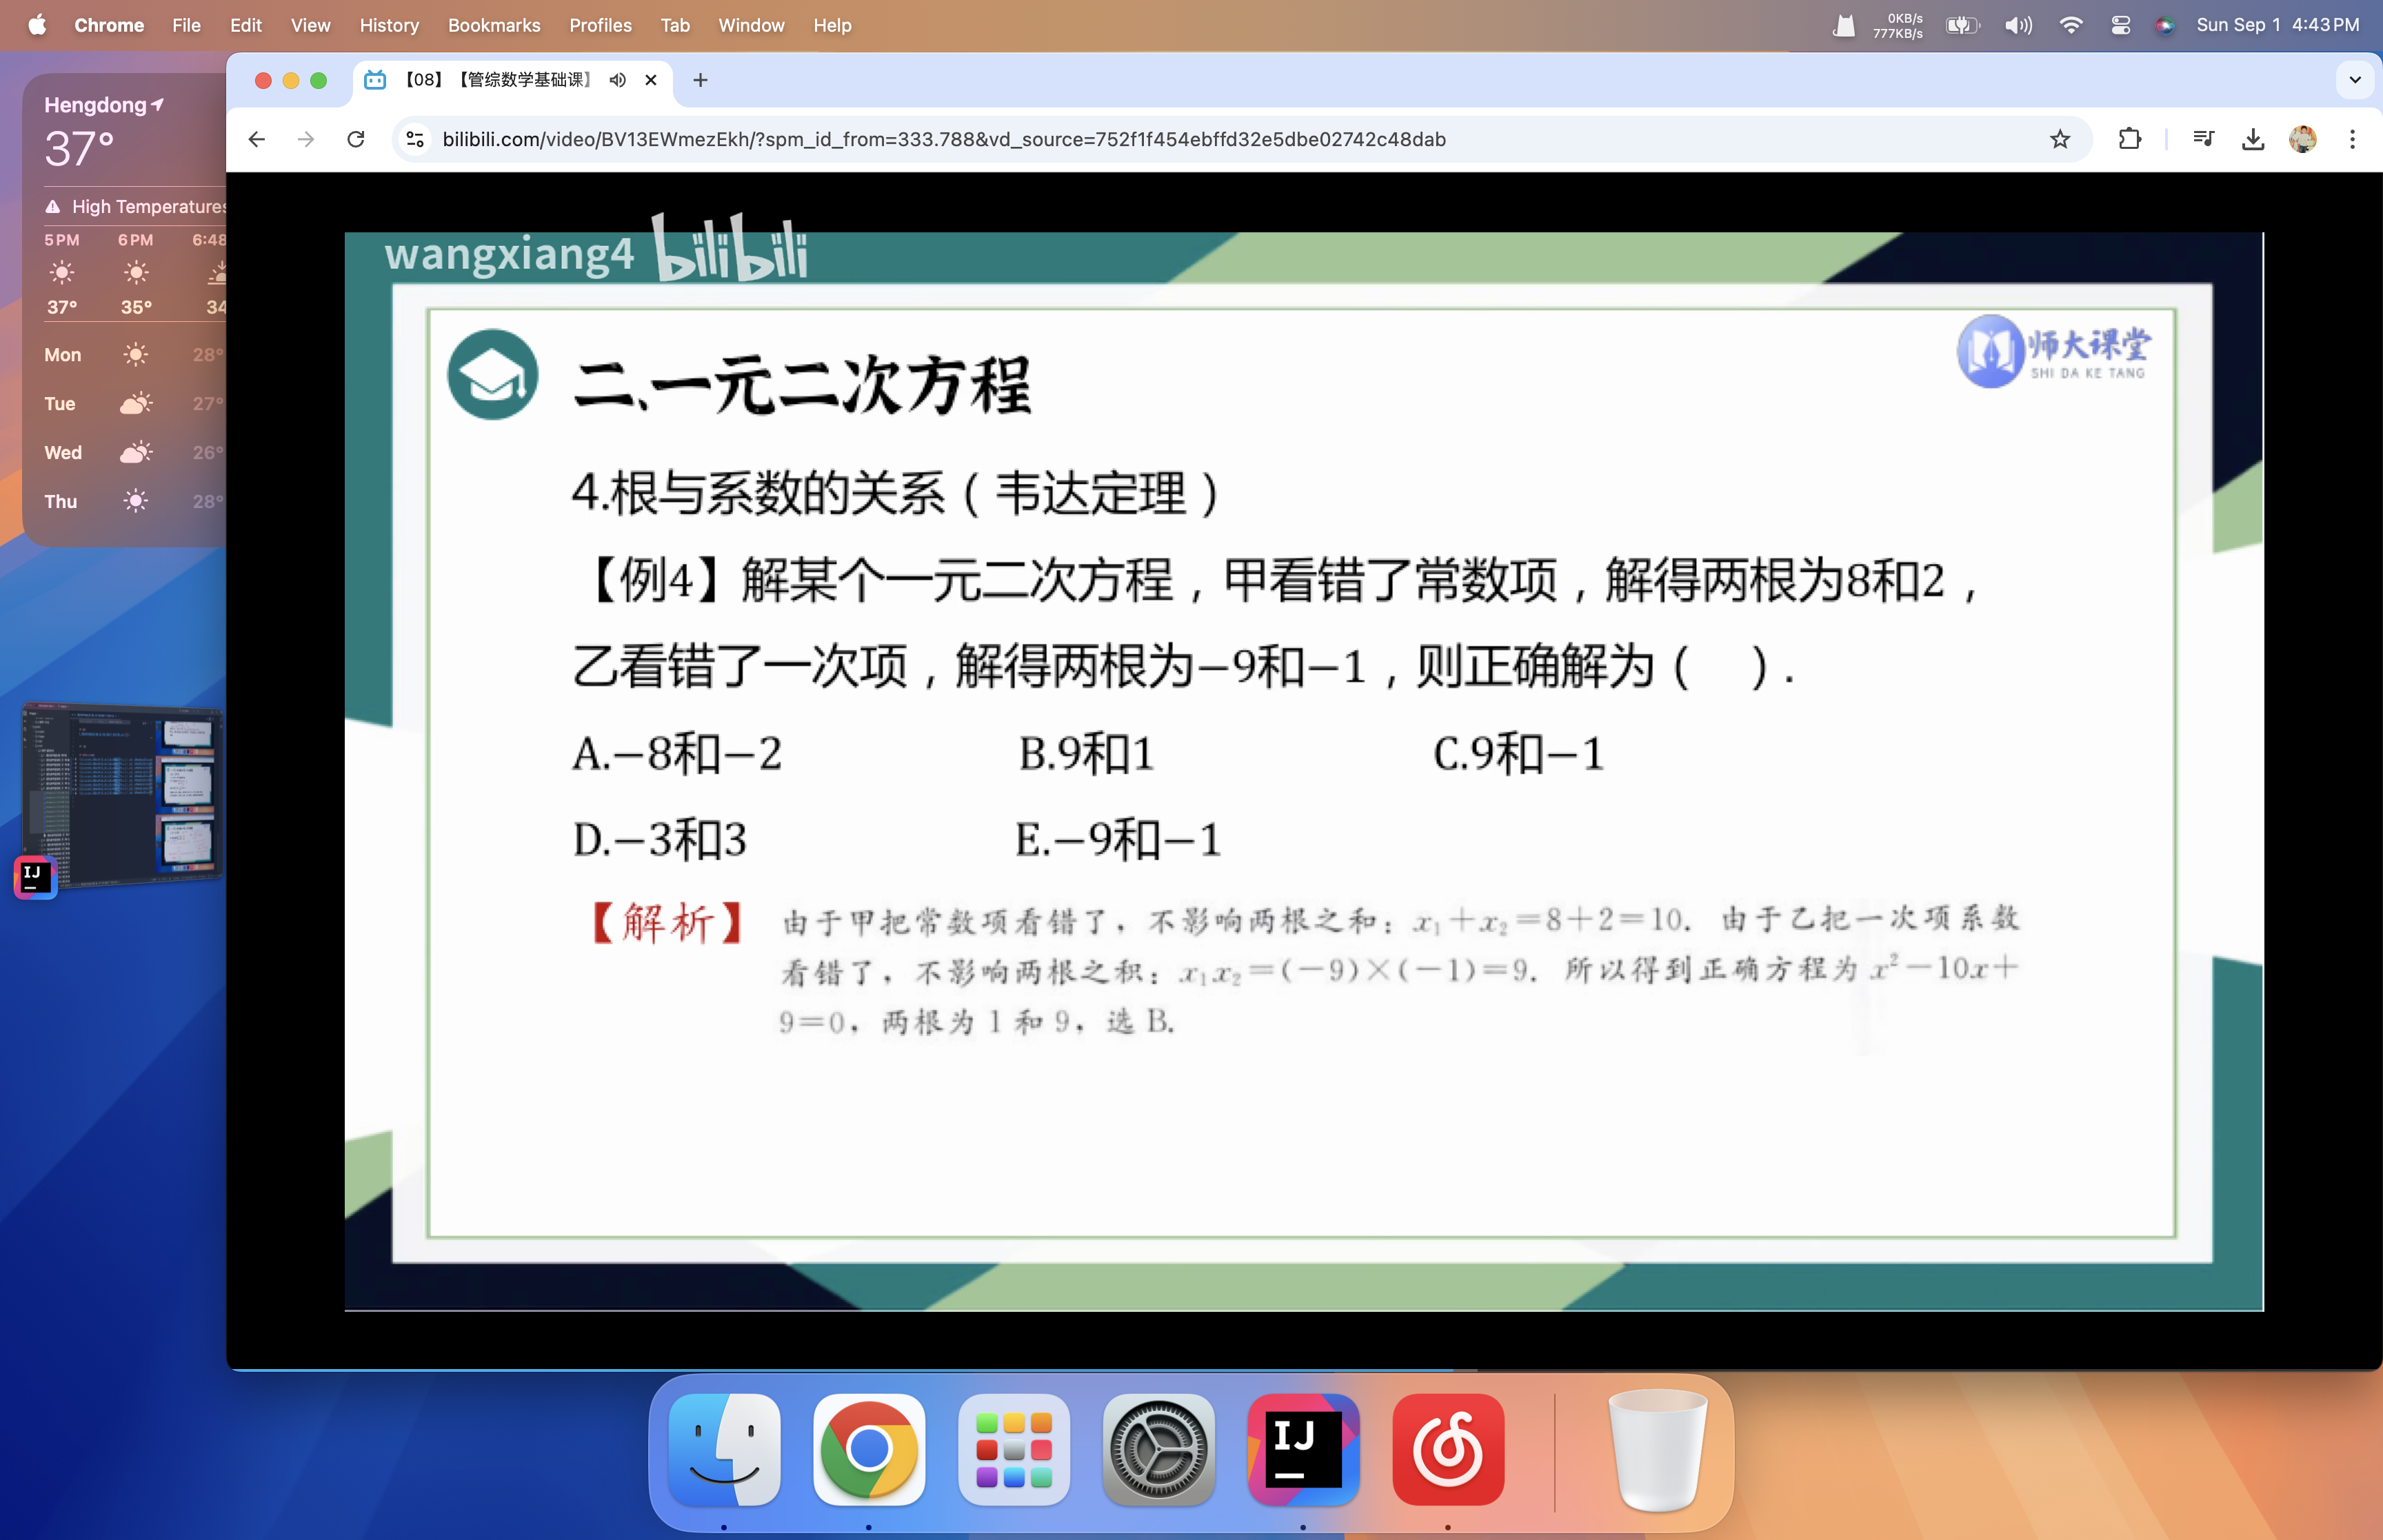 Chrome File Edit View History Bookmarks Profiles Tab Window Help
0KB/s
777KB/s
Sun Sep 1 4:43 PM
【08】【管综数学基础课】
bilibili.com/video/BV13EWmezEkh/?spm_id_from=333.788&vd_source=752f1f454ebffd32e5dbe02742c48dab
Hengdong
37°
High Temperatures
5PM 6PM 6:48
37° 35° 34
Mon 28°
Tue 27°
Wed 26°
Thu 28°
wangxiang4 bilibili
二、一元二次方程
师大课堂
SHI DA KE TANG
4.根与系数的关系（韦达定理）
【例4】解某个一元二次方程，甲看错了常数项，解得两根为8和2，
乙看错了一次项，解得两根为−9和−1，则正确解为（ ）.
A.−8和−2 B.9和1 C.9和−1
D.−3和3 E.−9和−1
【解析】 由于甲把常数项看错了，不影响两根之和：x₁+x₂=8+2=10. 由于乙把一次项系数
看错了，不影响两根之积：x₁x₂=(−9)×(−1)=9. 所以得到正确方程为 x²−10x+
9=0，两根为 1 和 9，选 B.
IJ
IJ